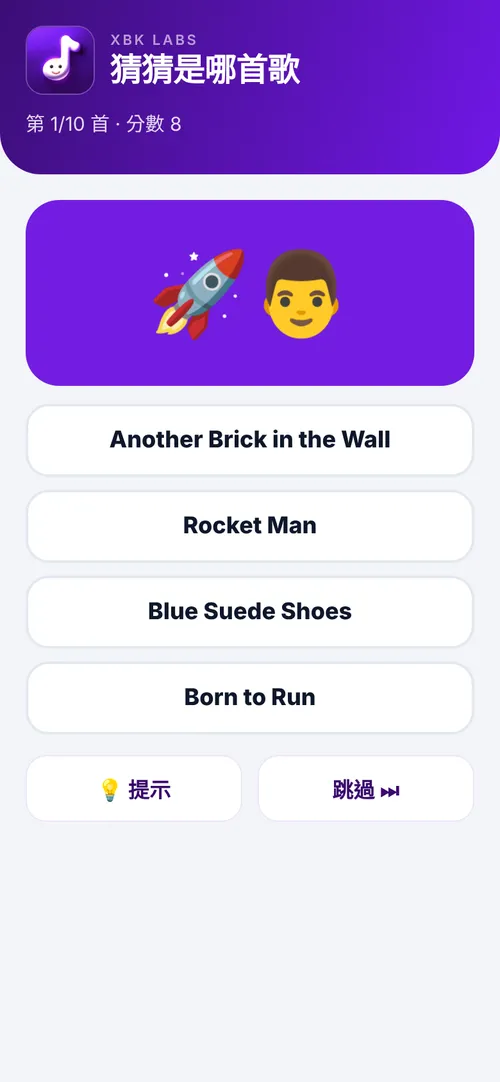 XBK LABS
猜猜是哪首歌
第 1/10 首 · 分數 8
Another Brick in the Wall
Rocket Man
Blue Suede Shoes
Born to Run
💡 提示
跳過 ⏭